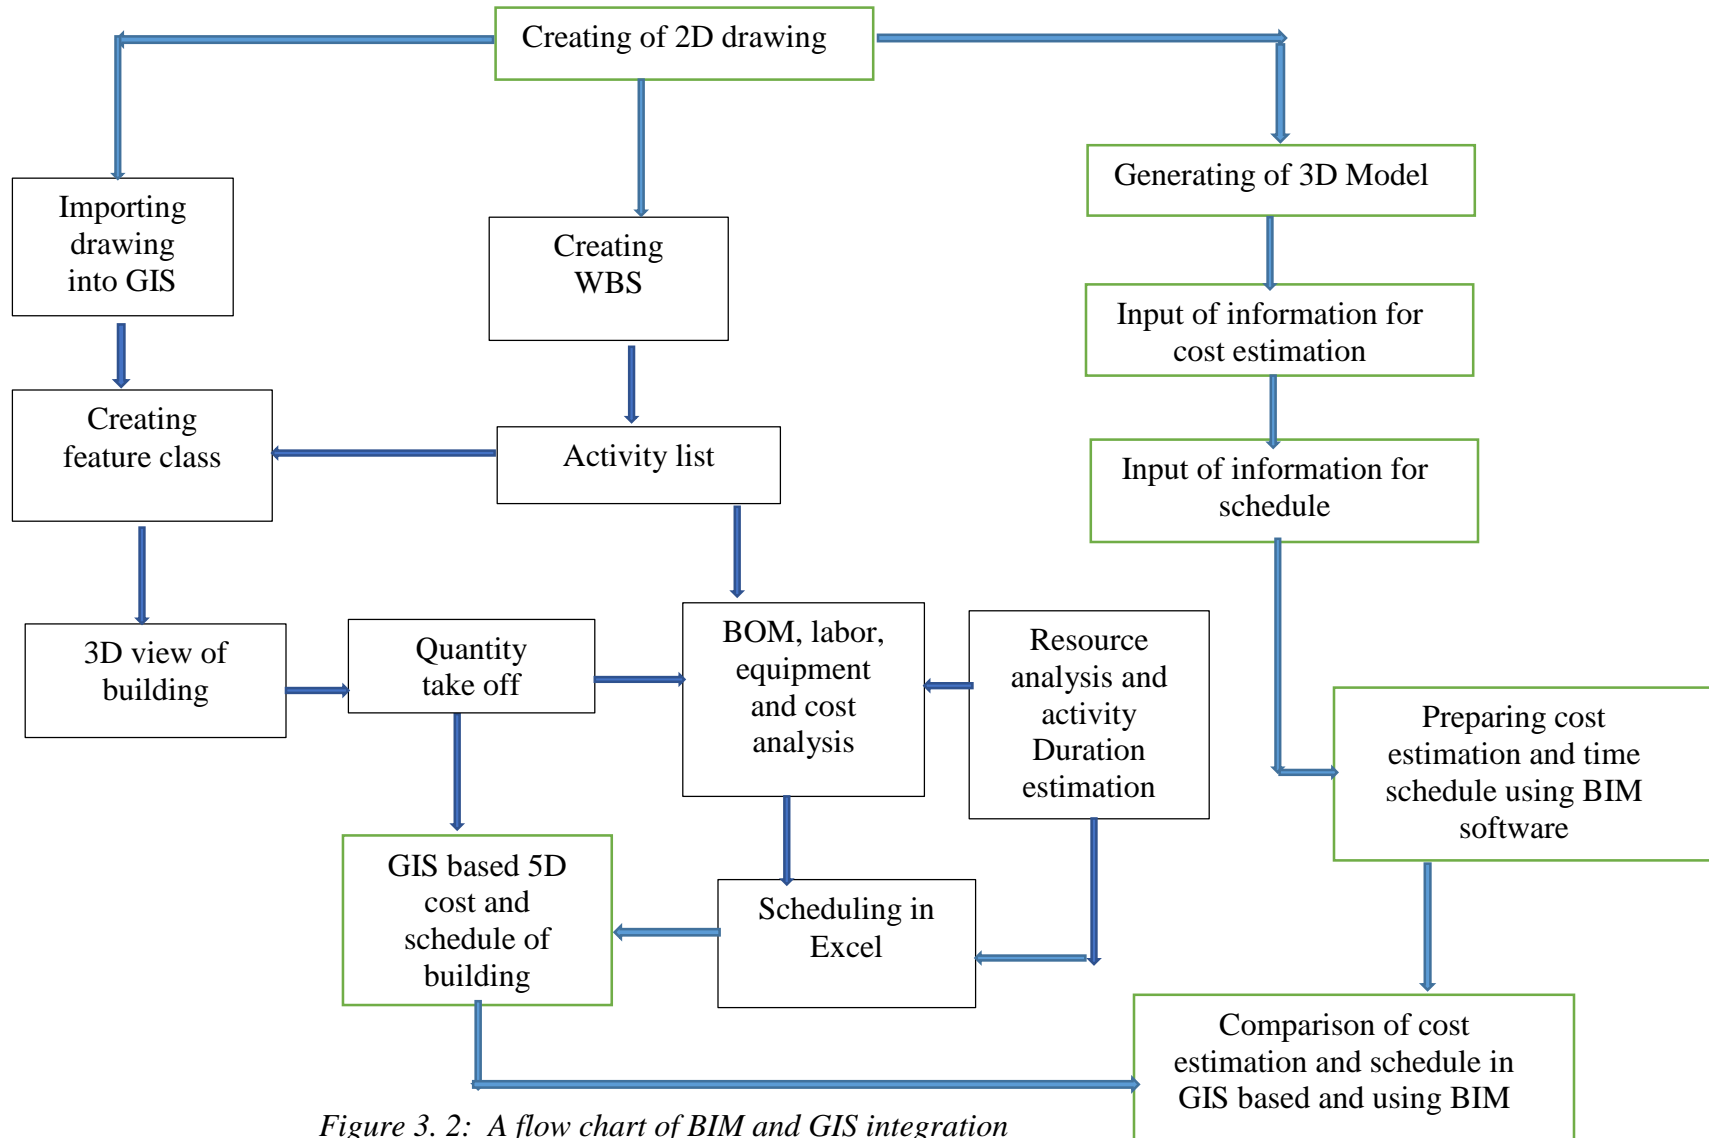 Creating of 2D drawing
Importing
drawing
into GIS
Creating
WBS
Generating of 3D Model
Input of information for
cost estimation
Creating
feature class
Activity list
Input of information for
schedule
3D view of
building
Quantity
take off
BOM, labor,
equipment
and cost
analysis
Resource
analysis and
activity
Duration
estimation
Preparing cost
estimation and time
schedule using BIM
software
GIS based 5D
cost and
schedule of
building
Scheduling in
Excel
Comparison of cost
estimation and schedule in
GIS based and using BIM
Figure 3. 2:  A flow chart of BIM and GIS integration